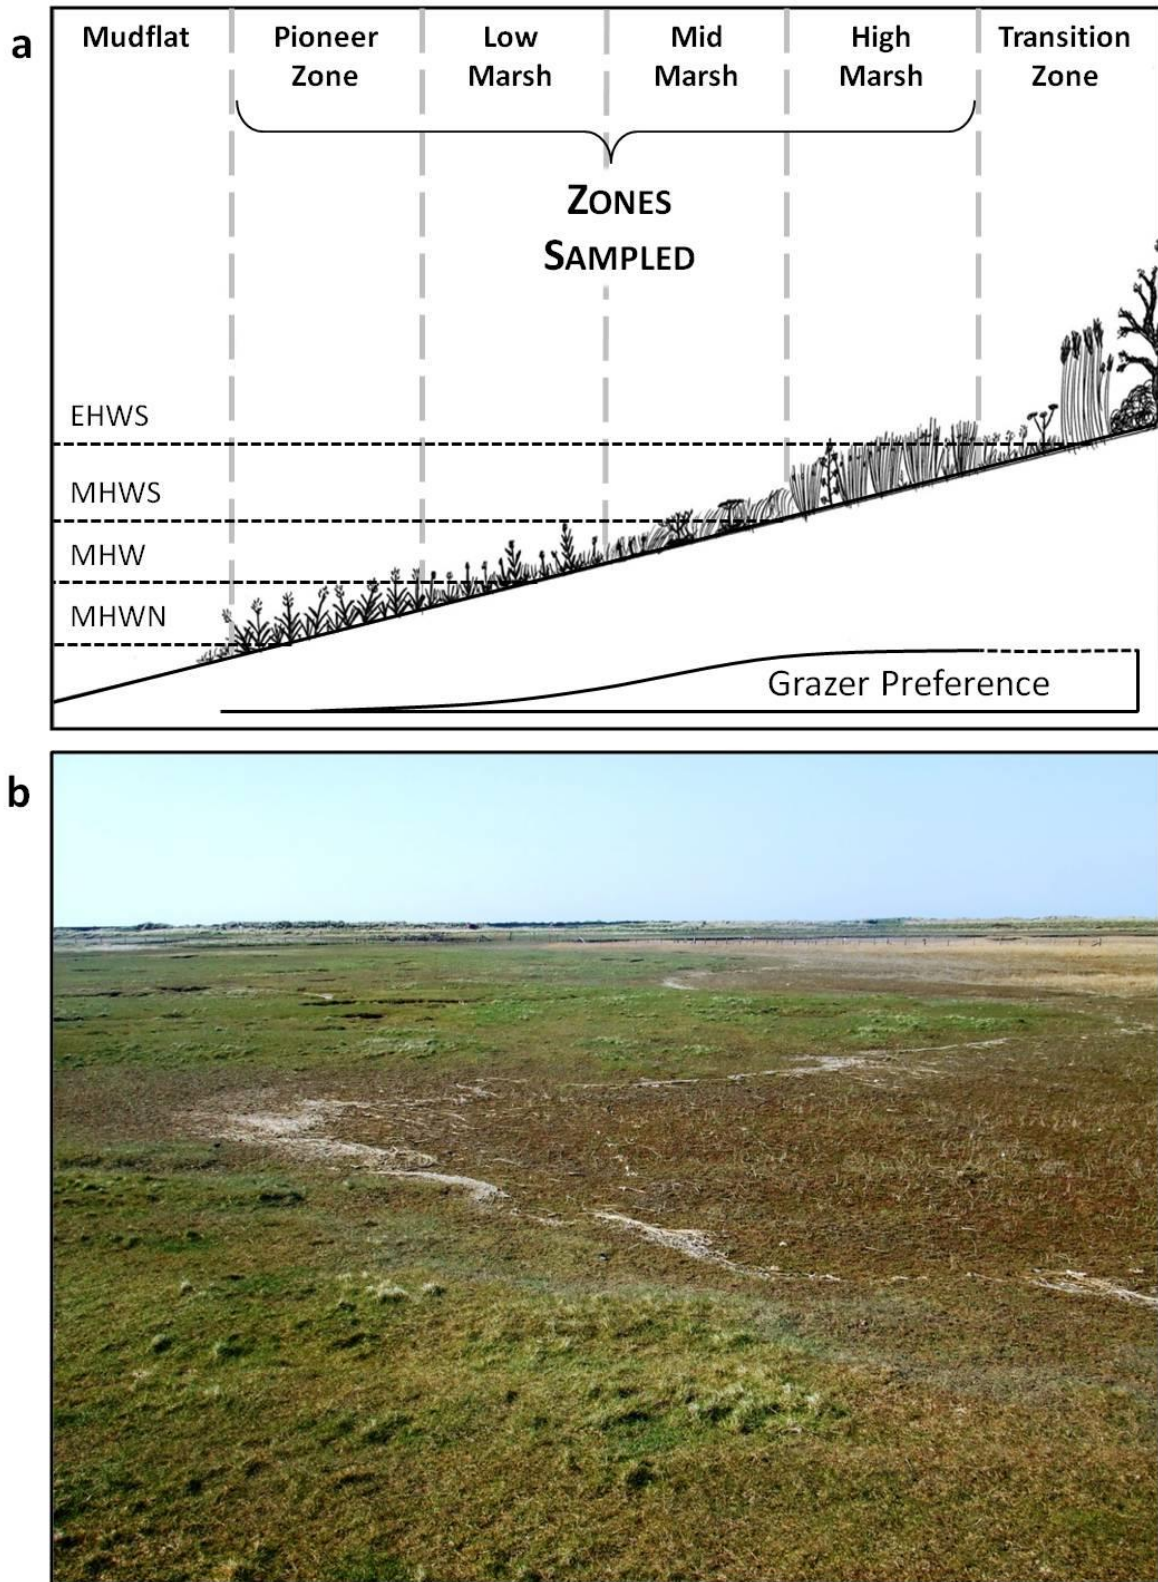 a
Mudflat
Pioneer
Zone
Low
Marsh
Mid
Marsh
High
Marsh
Transition
Zone
ZONES
SAMPLED
EHWS
MHWS
MHW
MHWN
Grazer Preference
b